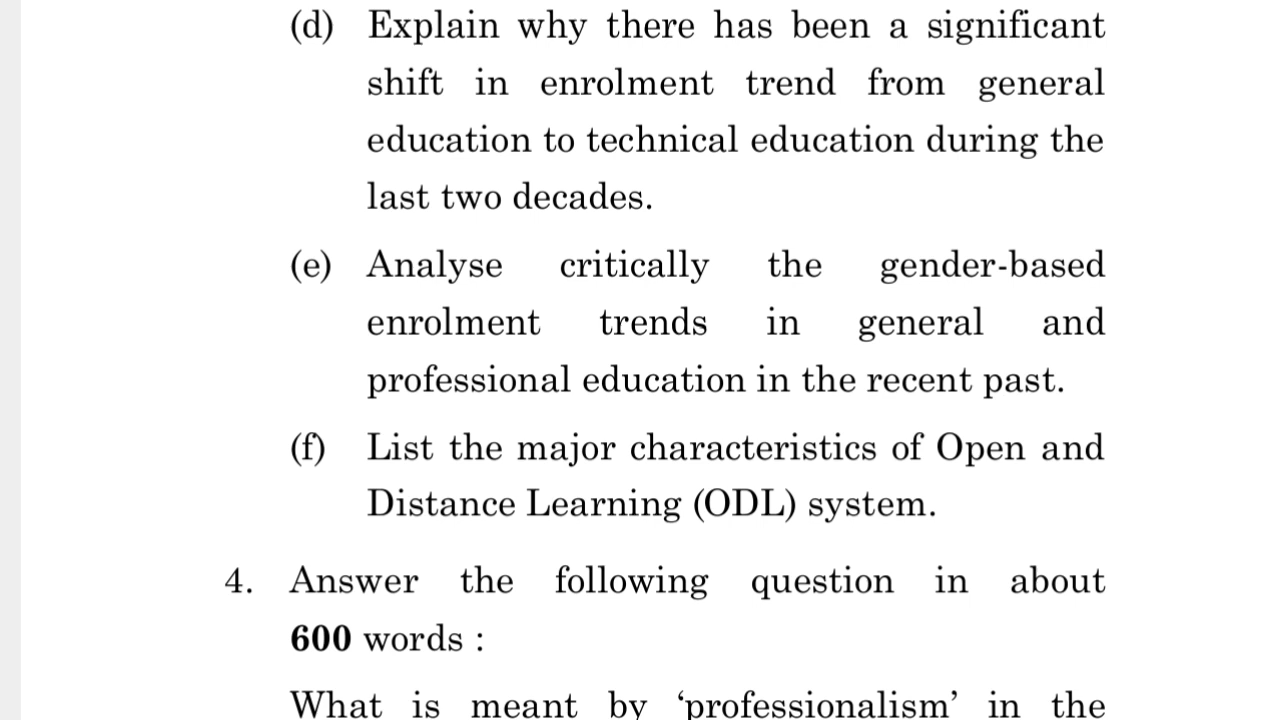 (d) Explain why there has been a significant
shift in enrolment trend from general
education to technical education during the
last two decades.
(e) Analyse critically the gender-based
enrolment trends in general and
professional education in the recent past.
(f) List the major characteristics of Open and
Distance Learning (ODL) system.
4. Answer the following question in about
600 words :
What is meant by ‘professionalism’ in the